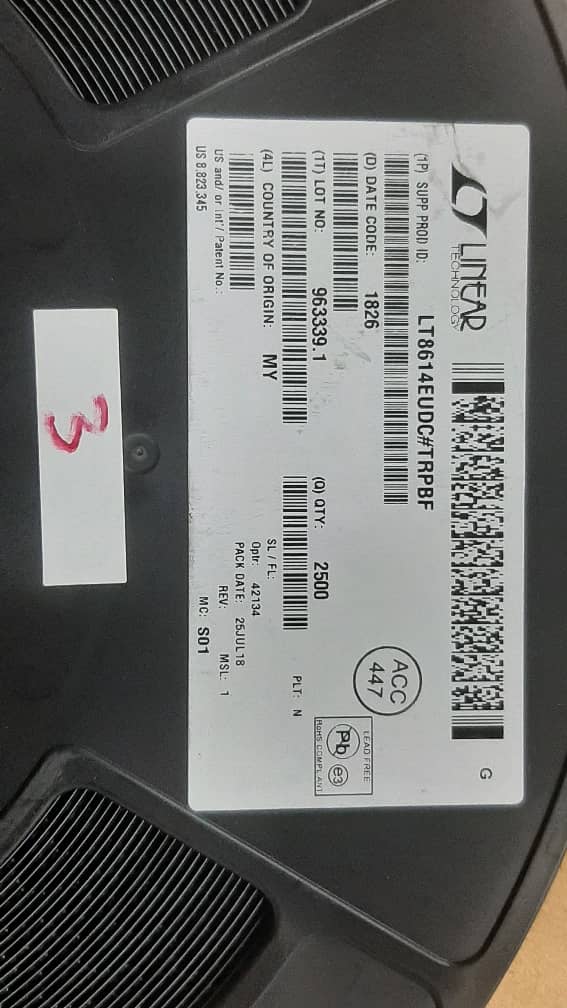 LINEAR
TECHNOLOGY
G
(1P) SUPP PROD ID: LT8614EUDC#TRPBF
(D) DATE CODE: 1826
ACC
447
LEAD FREE
Pb e3
RoHS COMPLIANT
(1T) LOT NO: 963339.1
(Q) QTY: 2500
PLT: N
(4L) COUNTRY OF ORIGIN: MY
SL / FL:
Optr: 42134
PACK DATE: 25JUL18
REV: MSL: 1
MC: S01
US and/ or int'/ Patent No.:
US 8,823,345
3